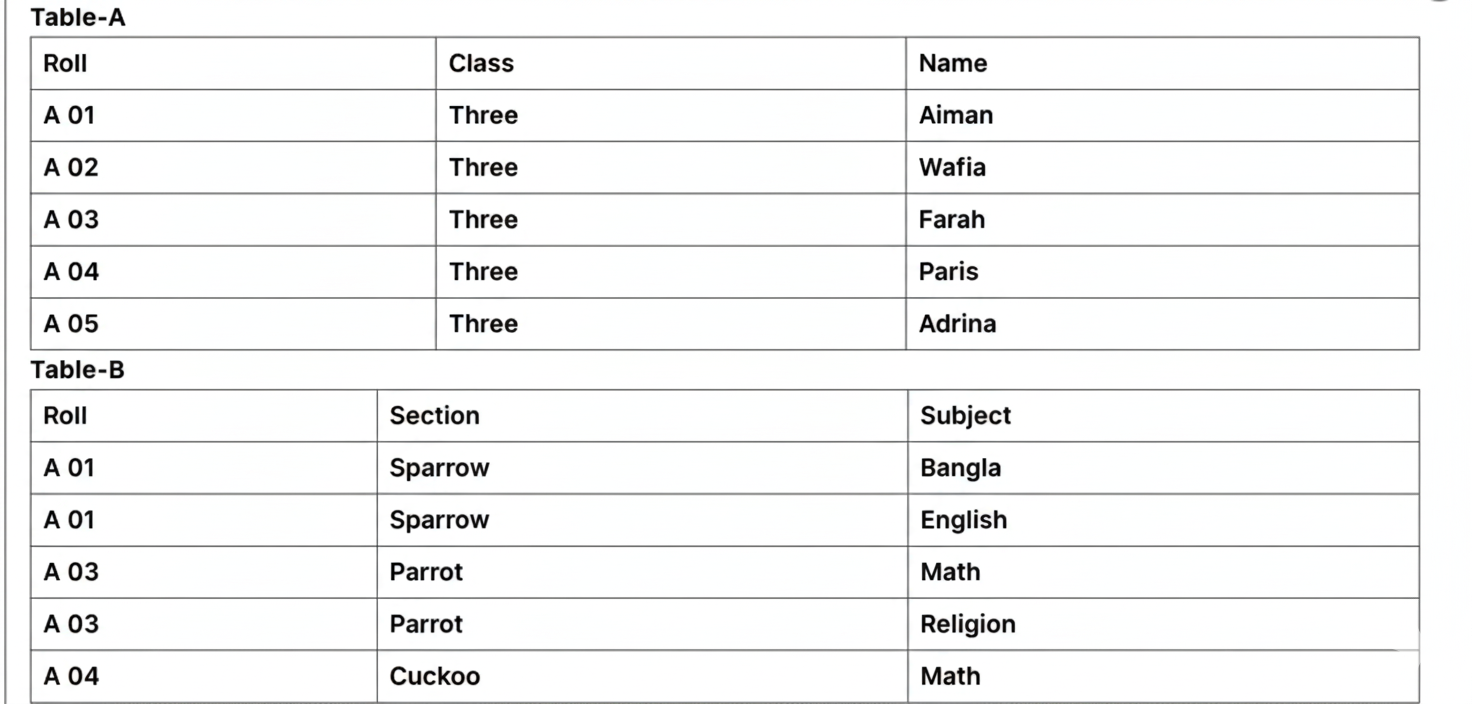 Table-A
Roll Class Name
A 01 Three Aiman
A 02 Three Wafia
A 03 Three Farah
A 04 Three Paris
A 05 Three Adrina
Table-B
Roll Section Subject
A 01 Sparrow Bangla
A 01 Sparrow English
A 03 Parrot Math
A 03 Parrot Religion
A 04 Cuckoo Math